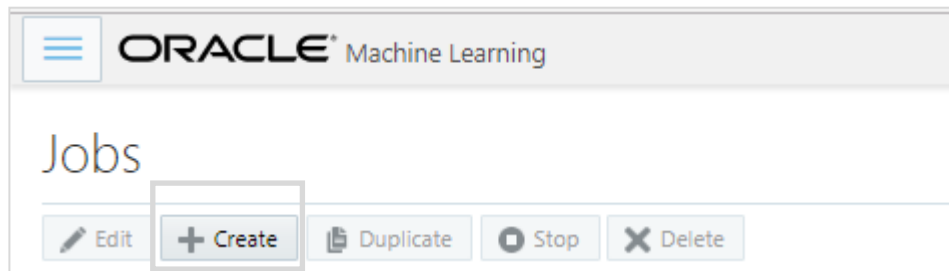 ORACLE® Machine Learning
Jobs
Edit Create Duplicate Stop Delete